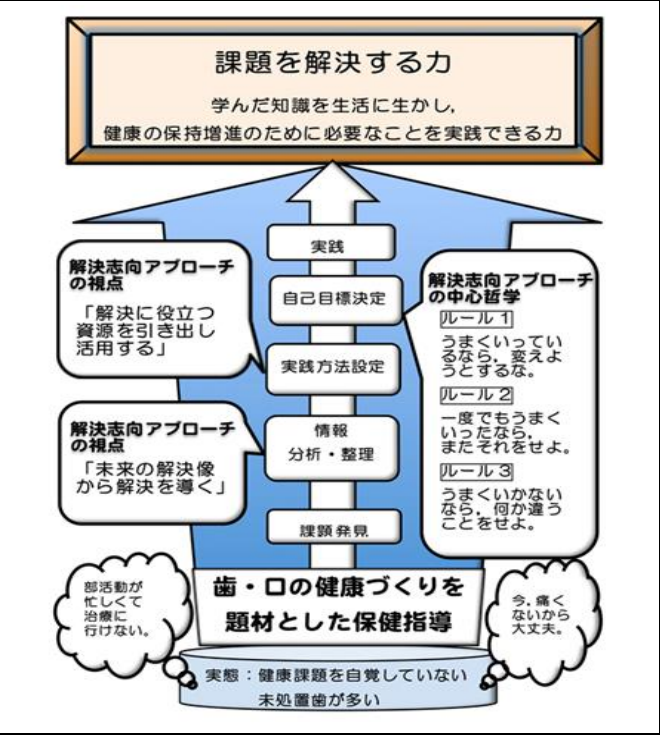 課題を解決する力
学んだ知識を生活に生かし,
健康の保持増進のために必要なことを実践できる力
実践
自己目標決定
実践方法設定
情報
分析・整理
課題発見
解決志向アプローチ
の視点
「解決に役立つ
資源を引き出し
活用する」
解決志向アプローチ
の視点
「未来の解決像
から解決を導く」
解決志向アプローチ
の中心哲学
ルール1
うまくいってい
るなら,変えよ
うとするな。
ルール2
一度でもうまく
いったなら,
またそれをせよ。
ルール3
うまくいかない
なら,何か違う
ことをせよ。
歯・口の健康づくりを
題材とした保健指導
部活動が
忙しくて
治療に
行けない。
今,痛く
ないから
大丈夫。
実態:健康課題を自覚していない
未処置歯が多い